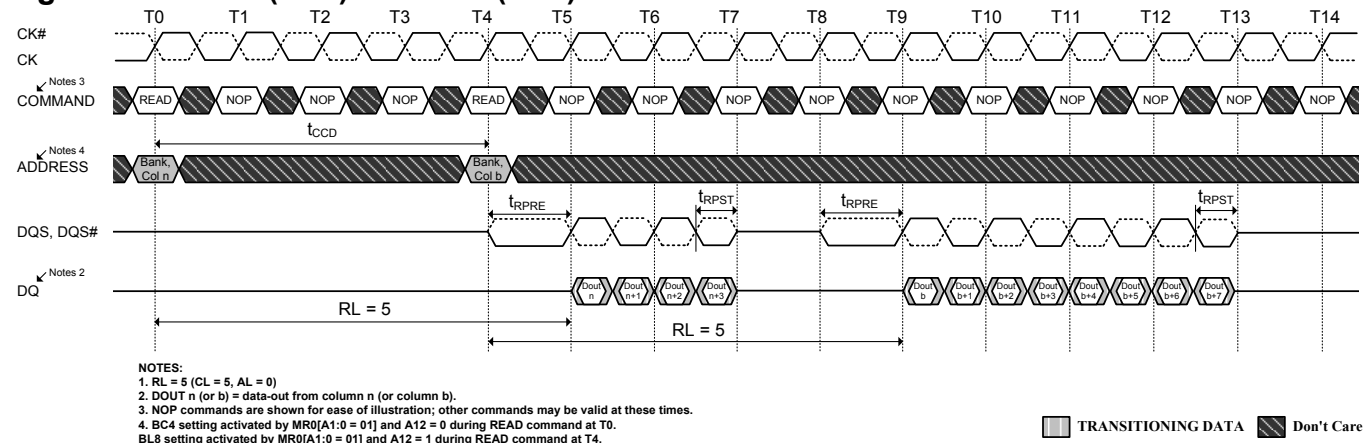 T0 T1 T2 T3 T4 T5 T6 T7 T8 T9 T10 T11 T12 T13 T14
CK#
CK
Notes 3
COMMAND READ NOP NOP NOP READ NOP NOP NOP NOP NOP NOP NOP NOP NOP NOP
tCCD
Notes 4
ADDRESS
Bank, Col n
Bank, Col b
tRPRE tRPST tRPRE tRPST
DQS, DQS#
Notes 2
DQ
Dout n Dout n+1 Dout n+2 Dout n+3 Dout b Dout b+1 Dout b+2 Dout b+3 Dout b+4 Dout b+5 Dout b+6 Dout b+7
RL = 5
RL = 5
NOTES:
1. RL = 5 (CL = 5, AL = 0)
2. DOUT n (or b) = data-out from column n (or column b).
3. NOP commands are shown for ease of illustration; other commands may be valid at these times.
4. BC4 setting activated by MR0[A1:0 = 01] and A12 = 0 during READ command at T0.
BL8 setting activated by MR0[A1:0 = 01] and A12 = 1 during READ command at T4.
TRANSITIONING DATA Don't Care